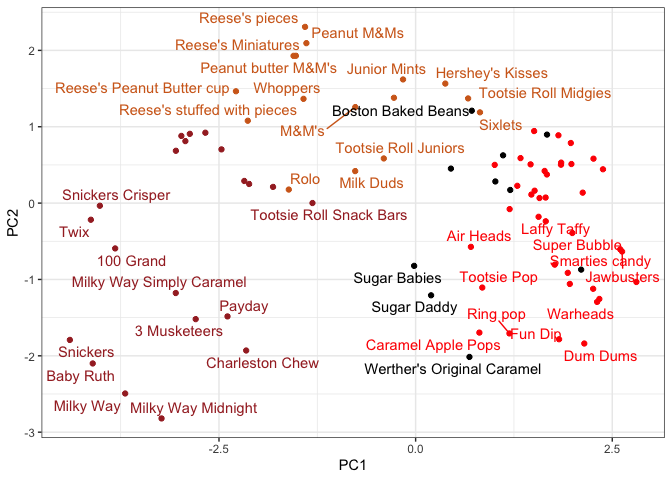 Reese's pieces
Peanut M&M's
Reese's Miniatures
Peanut butter M&M's
Junior Mints
Hershey's Kisses
Reese's Peanut Butter cup
Whoppers
Tootsie Roll Midgies
Reese's stuffed with pieces
Boston Baked Beans
M&M's
Sixlets
Tootsie Roll Juniors
Rolo
Milk Duds
Snickers Crisper
Tootsie Roll Snack Bars
Twix
Laffy Taffy
Air Heads
Super Bubble
100 Grand
Smarties candy
Milky Way Simply Caramel
Sugar Babies
Tootsie Pop
Jawbusters
Payday
Sugar Daddy
Ring pop
Warheads
3 Musketeers
Fun Dip
Snickers
Charleston Chew
Caramel Apple Pops
Dum Dums
Baby Ruth
Werther's Original Caramel
Milky Way
Milky Way Midnight
2
1
0
-1
-2
-3
PC2
-2.5
0.0
2.5
PC1